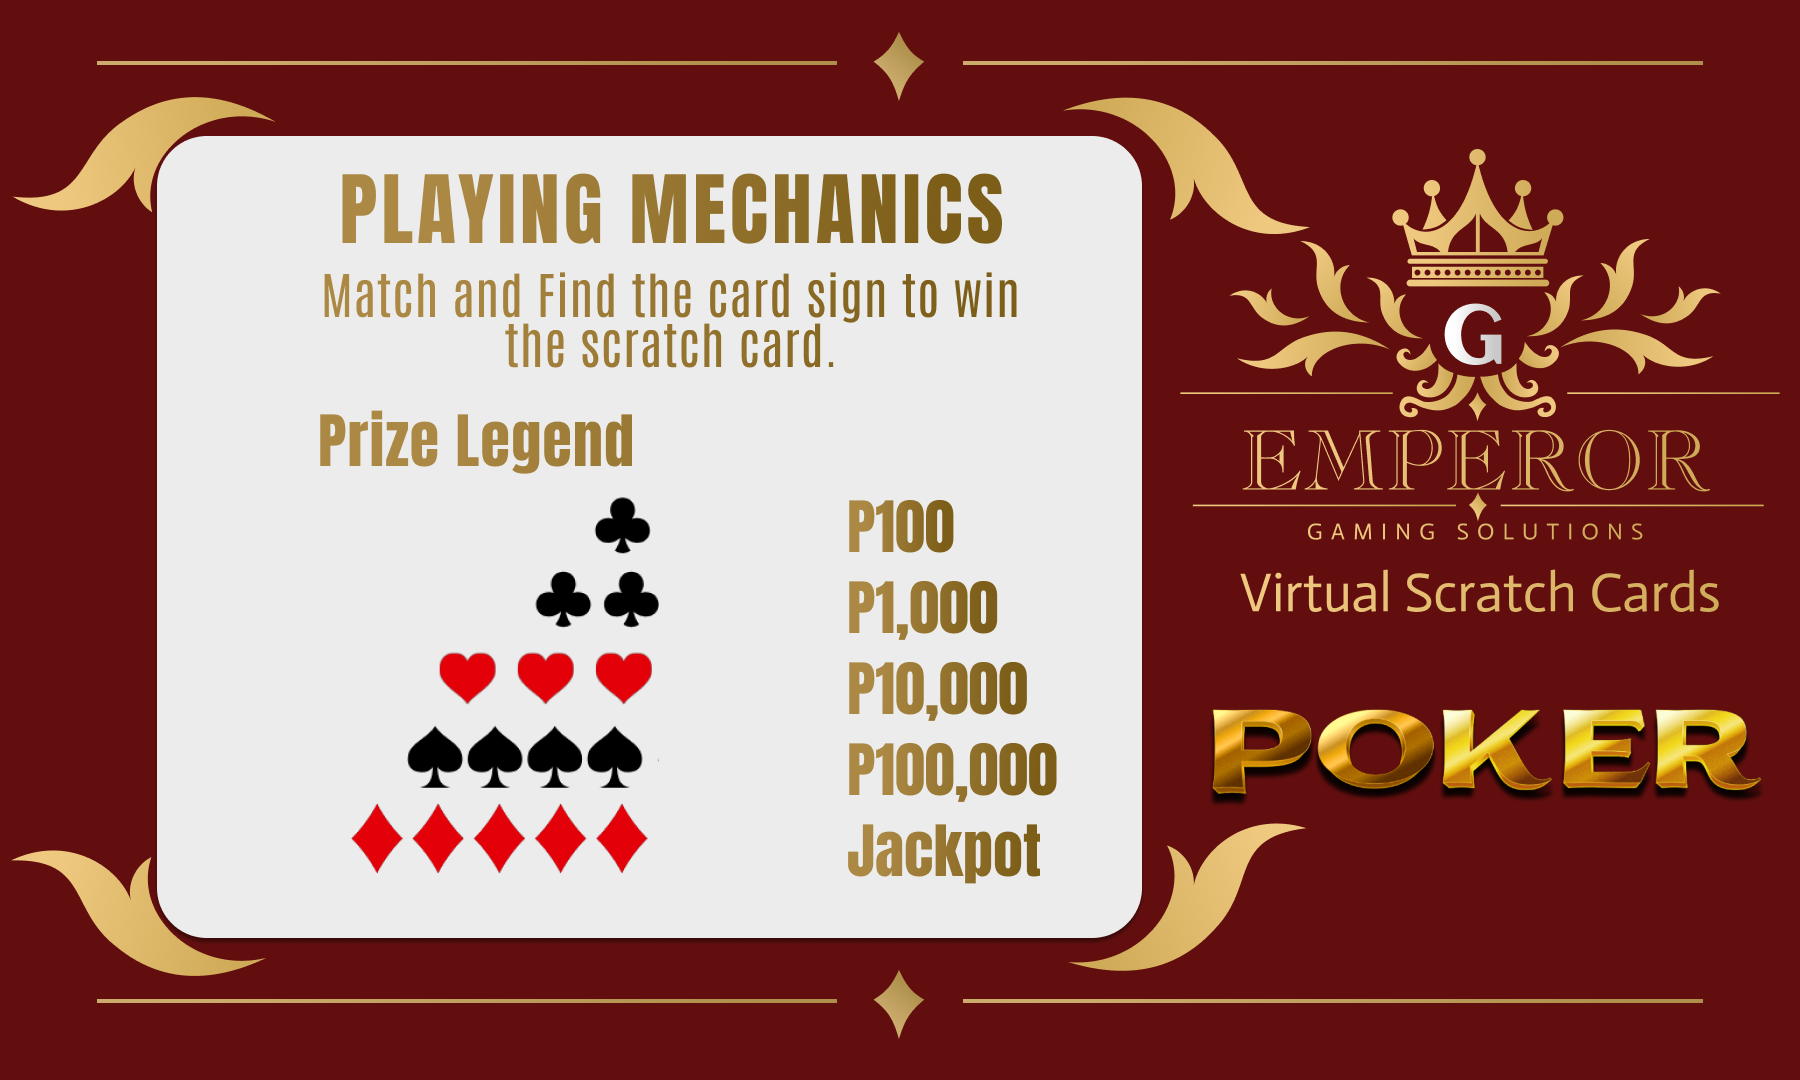 PLAYING MECHANICS
Match and Find the card sign to win
the scratch card.
Prize Legend
P100
P1,000
P10,000
P100,000
Jackpot
G
EMPEROR
GAMING SOLUTIONS
Virtual Scratch Cards
POKER